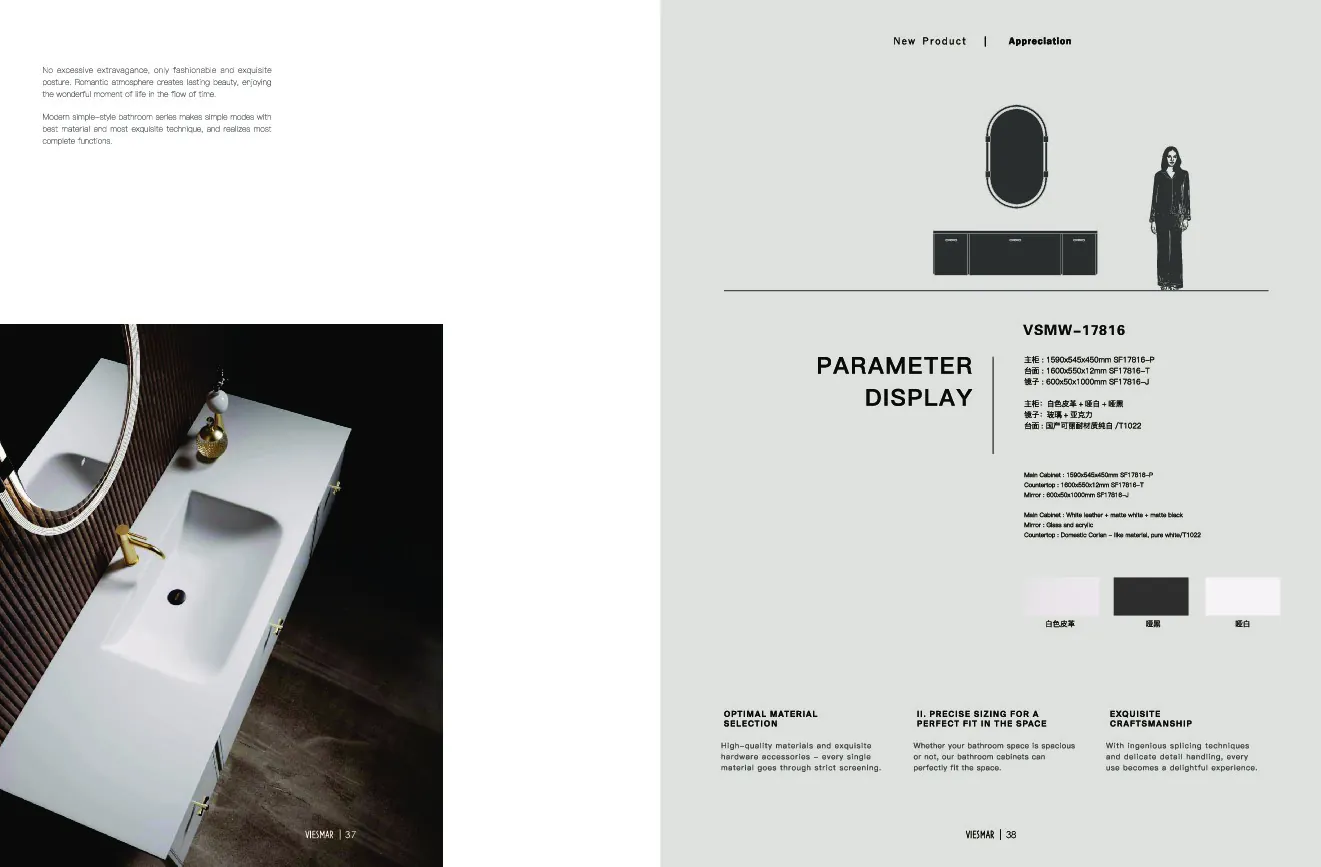 No excessive extravagance, only fashionable and exquisite
posture. Romantic atmosphere creates lasting beauty, enjoying
the wonderful moment of life in the flow of time.
Modern simple-style bathroom series makes simple modes with
best material and most exquisite technique, and realizes most
complete functions.
VIESMAR | 37
New Product | Appreciation
VSMW-17816
PARAMETER
DISPLAY
主柜 : 1590x545x450mm SF17816-P
台面 : 1600x550x12mm SF17816-T
镜子 : 600x50x1000mm SF17816-J
主柜：白色皮革 + 哑白 + 哑黑
镜子：玻璃 + 亚克力
台面 : 国产可丽耐材质纯白 /T1022
Main Cabinet : 1590x545x450mm SF17816-P
Countertop : 1600x550x12mm SF17816-T
Mirror : 600x50x1000mm SF17816-J
Main Cabinet : White leather + matte white + matte black
Mirror : Glass and acrylic
Countertop : Domestic Corian - like material, pure white/T1022
白色皮革
哑黑
哑白
OPTIMAL MATERIAL
SELECTION
High-quality materials and exquisite
hardware accessories - every single
material goes through strict screening.
II. PRECISE SIZING FOR A
PERFECT FIT IN THE SPACE
Whether your bathroom space is spacious
or not, our bathroom cabinets can
perfectly fit the space.
EXQUISITE
CRAFTSMANSHIP
With ingenious splicing techniques
and delicate detail handling, every
use becomes a delightful experience.
VIESMAR | 38